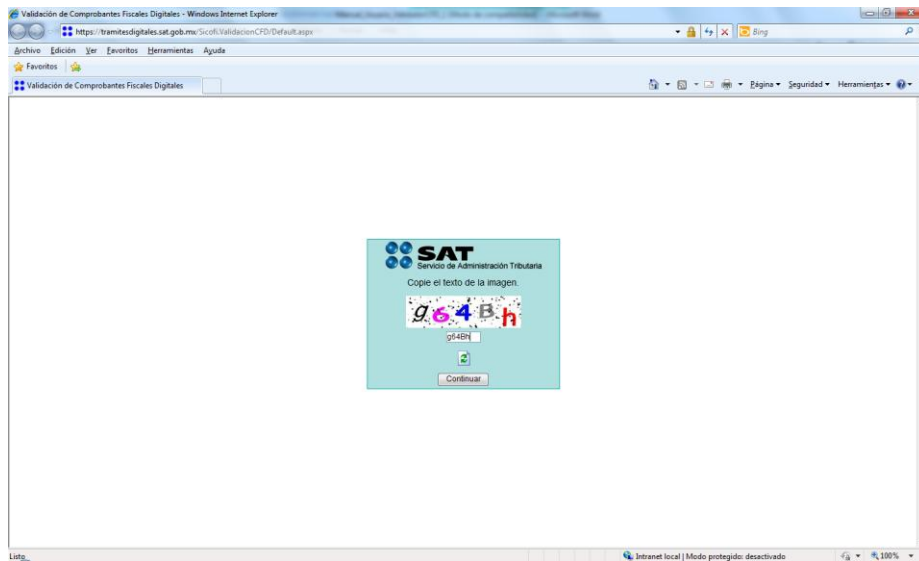 Validación de Comprobantes Fiscales Digitales - Windows Internet Explorer
https://tramitesdigitales.sat.gob.mx/Sicofi.ValidacionCFD/Default.aspx
Bing
Archivo Edición Ver Favoritos Herramientas Ayuda
Favoritos
Validación de Comprobantes Fiscales Digitales
Página Seguridad Herramientas
SAT
Servicio de Administración Tributaria
Copie el texto de la imagen.
g64Bh
g64Bh
Continuar
Listo
Intranet local | Modo protegido: desactivado
100%